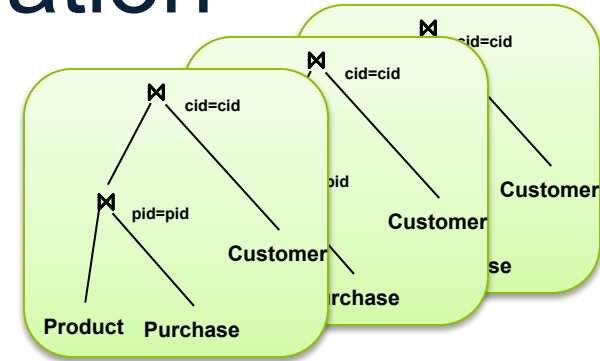 ation
⋈ cid=cid
⋈ cid=cid
⋈ cid=cid
⋈ pid=pid
pid
Customer
Customer
Customer
se
rchase
Product Purchase